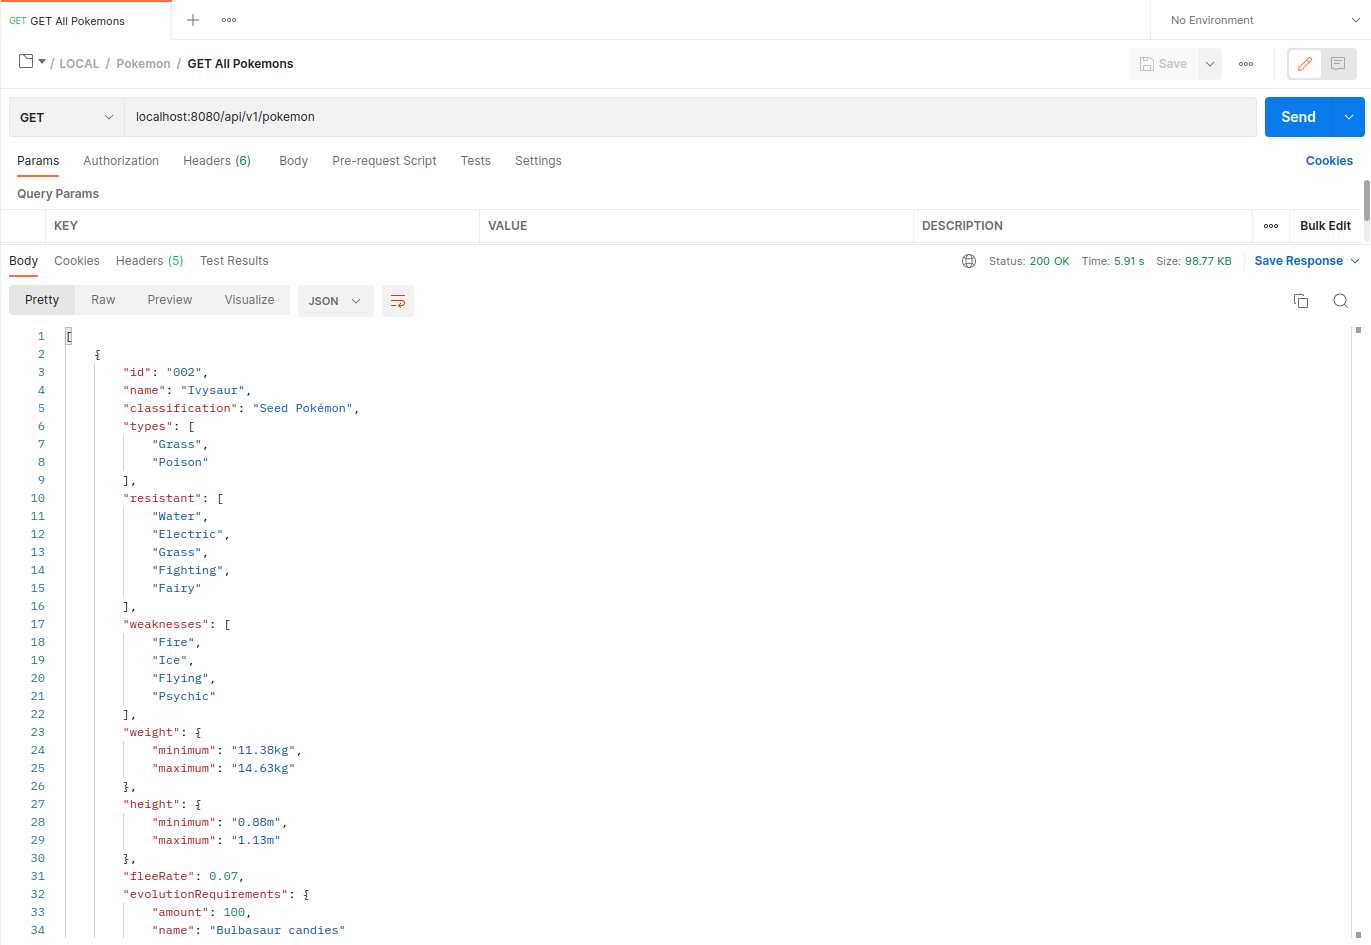 GET GET All Pokemons
No Environment
/ LOCAL / Pokemon / GET All Pokemons
Save
GET localhost:8080/api/v1/pokemon Send
Params Authorization Headers (6) Body Pre-request Script Tests Settings Cookies
Query Params
KEY VALUE DESCRIPTION Bulk Edit
Body Cookies Headers (5) Test Results Status: 200 OK Time: 5.91 s Size: 98.77 KB Save Response
Pretty Raw Preview Visualize JSON
1 [
2 {
3 "id": "002",
4 "name": "Ivysaur",
5 "classification": "Seed Pokémon",
6 "types": [
7 "Grass",
8 "Poison"
9 ],
10 "resistant": [
11 "Water",
12 "Electric",
13 "Grass",
14 "Fighting",
15 "Fairy"
16 ],
17 "weaknesses": [
18 "Fire",
19 "Ice",
20 "Flying",
21 "Psychic"
22 ],
23 "weight": {
24 "minimum": "11.38kg",
25 "maximum": "14.63kg"
26 },
27 "height": {
28 "minimum": "0.88m",
29 "maximum": "1.13m"
30 },
31 "fleeRate": 0.07,
32 "evolutionRequirements": {
33 "amount": 100,
34 "name": "Bulbasaur candies"